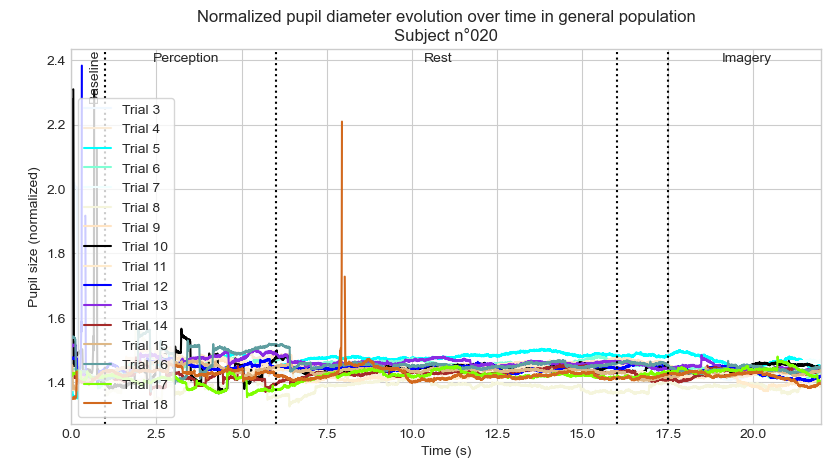 Normalized pupil diameter evolution over time in general population
Subject n°020
Perception
Rest
Imagery
Baseline
Pupil size (normalized)
2.4
2.2
2.0
1.8
1.6
1.4
Trial 3
Trial 4
Trial 5
Trial 6
Trial 7
Trial 8
Trial 9
Trial 10
Trial 11
Trial 12
Trial 13
Trial 14
Trial 15
Trial 16
Trial 17
Trial 18
0.0
2.5
5.0
7.5
10.0
12.5
15.0
17.5
20.0
Time (s)